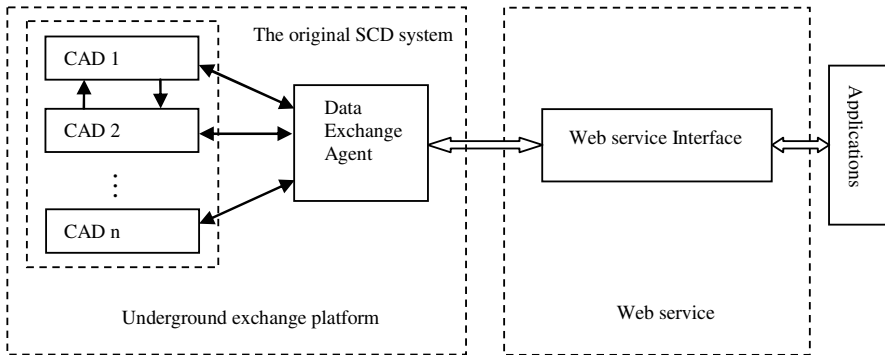 The original SCD system
CAD 1
CAD 2
...
CAD n
Data
Exchange
Agent
Underground exchange platform
Web service Interface
Web service
Applications